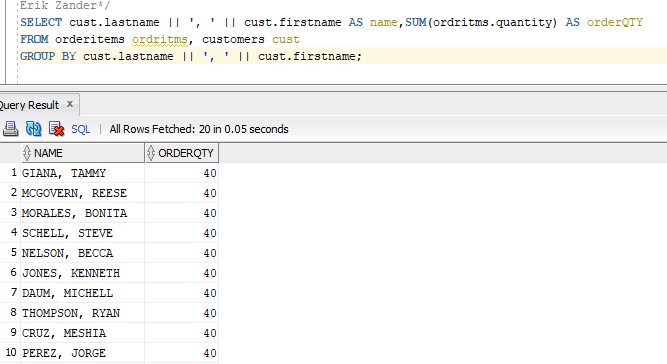 Erik Zander*/
SELECT cust.lastname || ', ' || cust.firstname AS name,SUM(ordritms.quantity) AS orderQTY
FROM orderitems ordritms, customers cust
GROUP BY cust.lastname || ', ' || cust.firstname;
Query Result x
SQL | All Rows Fetched: 20 in 0.05 seconds
NAME ORDERQTY
1 GIANA, TAMMY 40
2 MCGOVERN, REESE 40
3 MORALES, BONITA 40
4 SCHELL, STEVE 40
5 NELSON, BECCA 40
6 JONES, KENNETH 40
7 DAUM, MICHELL 40
8 THOMPSON, RYAN 40
9 CRUZ, MESHIA 40
10 PEREZ, JORGE 40